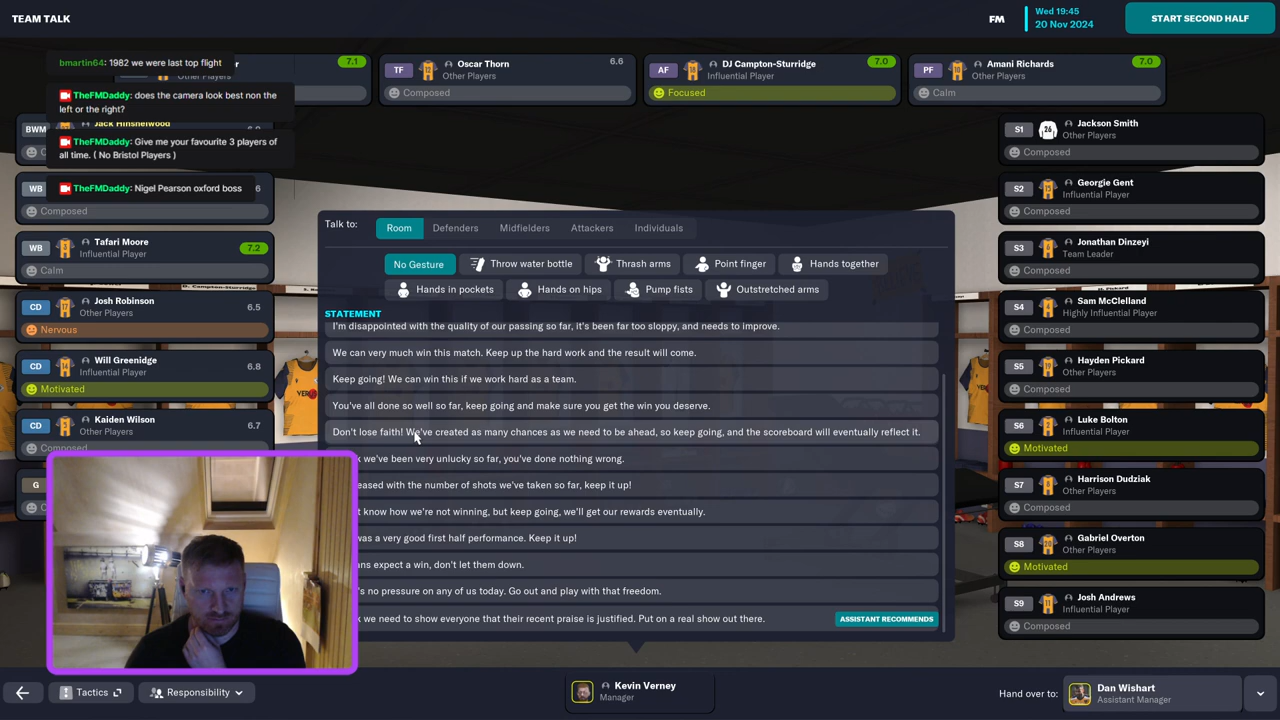 TEAM TALK
FM
Wed 19:45
20 Nov 2024
START SECOND HALF
bmartin64: 1982 we were last top flight
7.1
Other Players
TheFMDaddy: does the camera look best non the
left or the right?
TF
Oscar Thorn
Other Players
6.6
Composed
AF
DJ Campton-Sturridge
Influential Player
7.0
Focused
PF
Amani Richards
Other Players
7.0
Calm
BWM
Jack Hinshelwood
TheFMDaddy: Give me your favourite 3 players of
all time. ( No Bristol Players )
WB
TheFMDaddy: Nigel Pearson oxford boss
6
Composed
WB
Tafari Moore
Influential Player
7.2
Calm
CD
Josh Robinson
Other Players
6.5
Nervous
CD
Will Greenidge
Influential Player
6.8
Motivated
CD
Kaiden Wilson
Other Players
6.7
Composed
G
Talk to:
Room
Defenders
Midfielders
Attackers
Individuals
No Gesture
Throw water bottle
Thrash arms
Point finger
Hands together
Hands in pockets
Hands on hips
Pump fists
Outstretched arms
STATEMENT
I'm disappointed with the quality of our passing so far, it's been far too sloppy, and needs to improve.
We can very much win this match. Keep up the hard work and the result will come.
Keep going! We can win this if we work hard as a team.
You've all done so well so far, keep going and make sure you get the win you deserve.
Don't lose faith! We've created as many chances as we need to be ahead, so keep going, and the scoreboard will eventually reflect it.
we've been very unlucky so far, you've done nothing wrong.
eased with the number of shots we've taken so far, keep it up!
know how we're not winning, but keep going, we'll get our rewards eventually.
was a very good first half performance. Keep it up!
ans expect a win, don't let them down.
's no pressure on any of us today. Go out and play with that freedom.
we need to show everyone that their recent praise is justified. Put on a real show out there.
ASSISTANT RECOMMENDS
S1
26
Jackson Smith
Other Players
Composed
S2
Georgie Gent
Influential Player
Composed
S3
Jonathan Dinzeyi
Team Leader
Composed
S4
Sam McClelland
Highly Influential Player
Composed
S5
Hayden Pickard
Other Players
Composed
S6
Luke Bolton
Influential Player
Motivated
S7
Harrison Dudziak
Other Players
Composed
S8
Gabriel Overton
Other Players
Motivated
S9
Josh Andrews
Influential Player
Composed
Tactics
Responsibility
Kevin Verney
Manager
Hand over to:
Dan Wishart
Assistant Manager